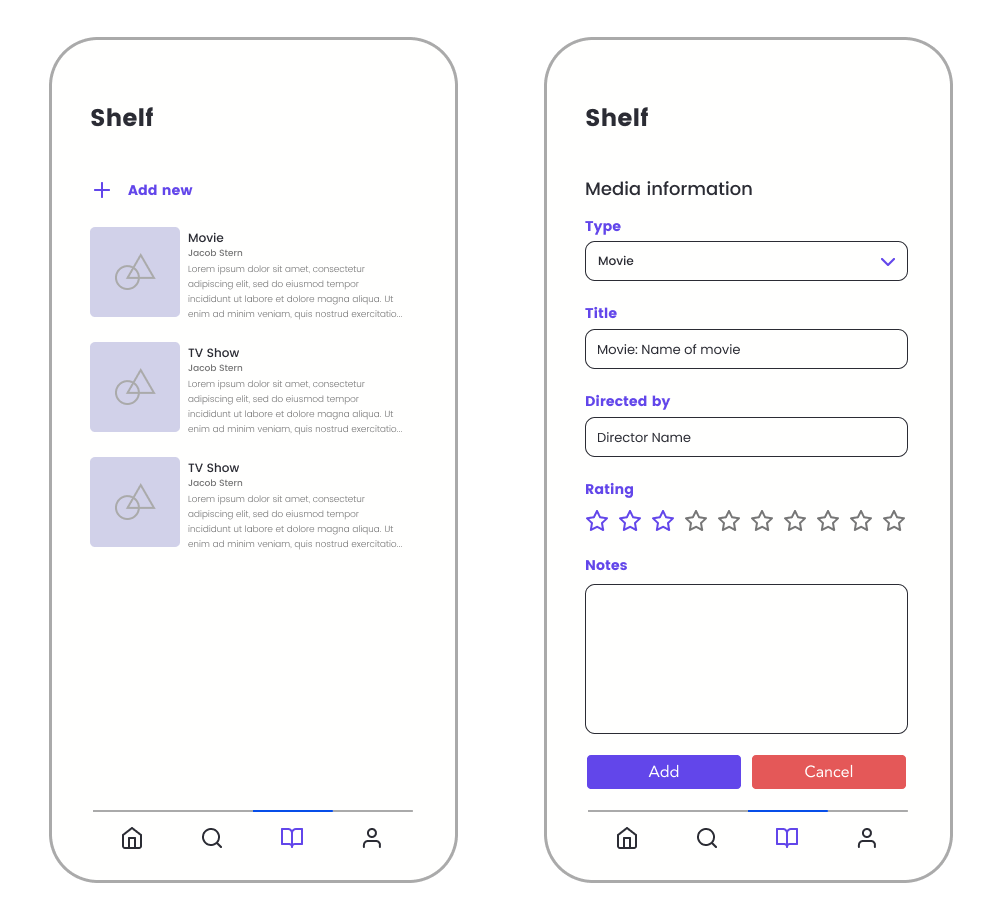 Shelf
Add new
Movie
Jacob Stern
Lorem ipsum dolor sit amet, consectetur
adipiscing elit, sed do eiusmod tempor
incididunt ut labore et dolore magna aliqua. Ut
enim ad minim veniam, quis nostrud exercitatio...
TV Show
Jacob Stern
Lorem ipsum dolor sit amet, consectetur
adipiscing elit, sed do eiusmod tempor
incididunt ut labore et dolore magna aliqua. Ut
enim ad minim veniam, quis nostrud exercitatio...
TV Show
Jacob Stern
Lorem ipsum dolor sit amet, consectetur
adipiscing elit, sed do eiusmod tempor
incididunt ut labore et dolore magna aliqua. Ut
enim ad minim veniam, quis nostrud exercitatio...
Shelf
Media information
Type
Movie
Title
Movie: Name of movie
Directed by
Director Name
Rating
Notes
Add
Cancel